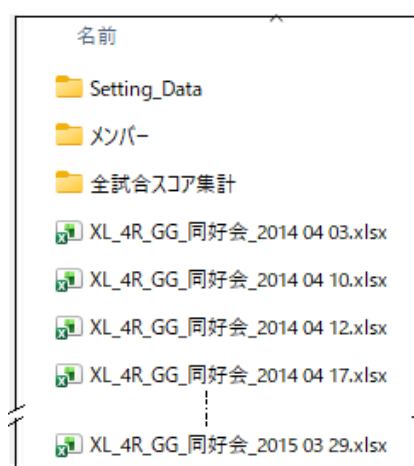 名前
Setting_Data
メンバー
全試合スコア集計
XL_4R_GG_同好会_2014 04 03.xlsx
XL_4R_GG_同好会_2014 04 10.xlsx
XL_4R_GG_同好会_2014 04 12.xlsx
XL_4R_GG_同好会_2014 04 17.xlsx
XL_4R_GG_同好会_2015 03 29.xlsx